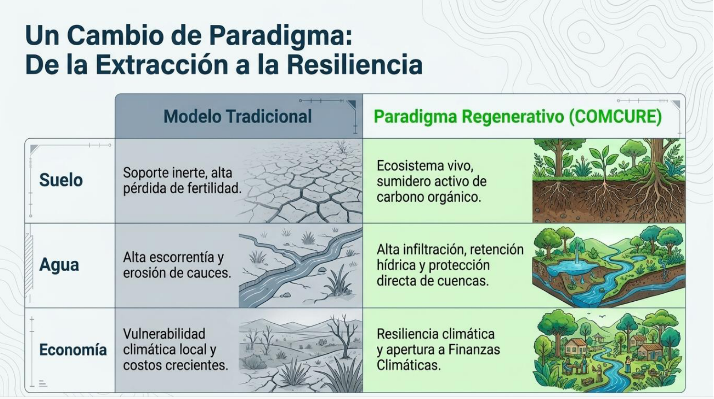 Un Cambio de Paradigma:
De la Extracción a la Resiliencia
Modelo Tradicional
Paradigma Regenerativo (COMCURE)
Suelo
Soporte inerte, alta
pérdida de fertilidad.
Ecosistema vivo,
sumidero activo de
carbono orgánico.
Agua
Alta escorrentía y
erosión de cauces.
Alta infiltración, retención
hídrica y protección
directa de cuencas.
Economía
Vulnerabilidad
climática local y
costos crecientes.
Resiliencia climática
y apertura a Finanzas
Climáticas.